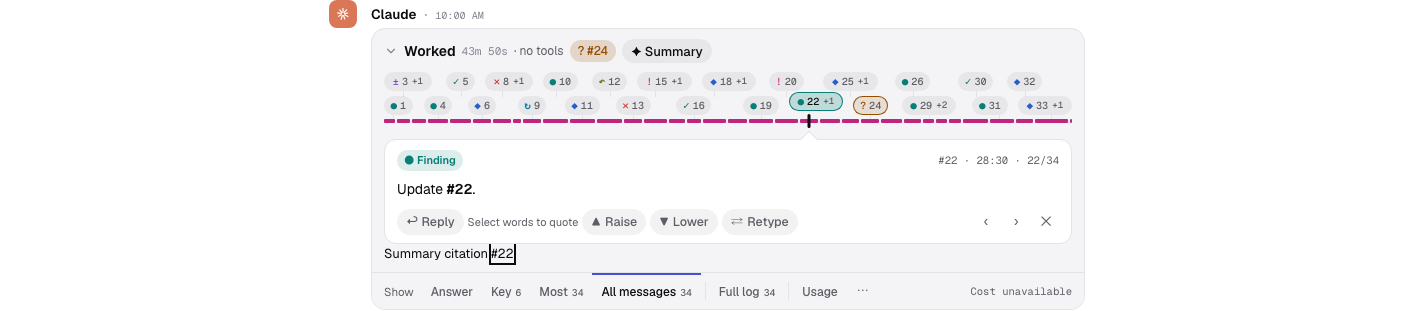 Claude · 10:00 AM
Worked 43m 50s · no tools ? #24 ✦ Summary
± 3 +1 ✓ 5 × 8 +1 ● 10 ↶ 12 ! 15 +1 ◆ 18 +1 ! 20 ◆ 25 +1 ● 26 ✓ 30 ◆ 32
● 1 ● 4 ◆ 6 ↻ 9 ◆ 11 × 13 ✓ 16 ● 19 ● 22 +1 ? 24 ● 29 +2 ● 31 ◆ 33 +1
● Finding #22 · 28:30 · 22/34
Update #22.
↩ Reply Select words to quote ▲ Raise ▼ Lower ⇄ Retype ‹ › ×
Summary citation #22
Show Answer Key 6 Most 34 All messages 34 Full log 34 Usage ··· Cost unavailable